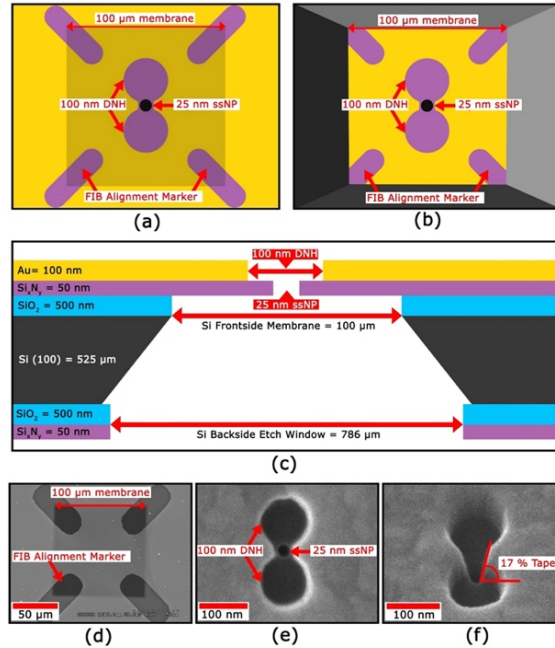 100 µm membrane
100 nm DNH
25 nm ssNP
FIB Alignment Marker
(a)
100 µm membrane
100 nm DNH
25 nm ssNP
FIB Alignment Marker
(b)
100 nm DNH
Au= 100 nm
SiₓNᵧ = 50 nm
SiO₂ = 500 nm
25 nm ssNP
Si Frontside Membrane = 100 µm
Si (100) = 525 µm
SiO₂ = 500 nm
SiₓNᵧ = 50 nm
Si Backside Etch Window = 786 µm
(c)
100 µm membrane
FIB Alignment Marker
50 µm
(d)
100 nm DNH
25 nm ssNP
100 nm
(e)
17 % Tape
100 nm
(f)